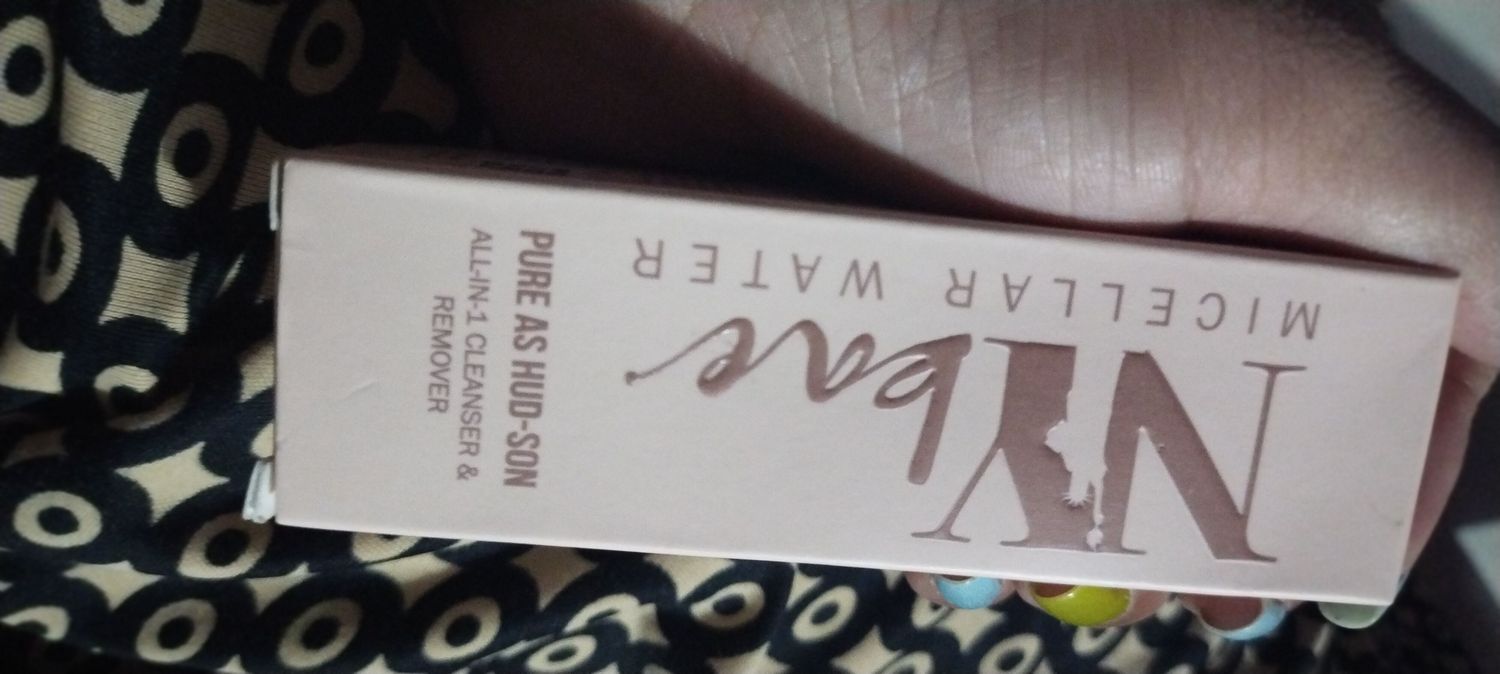 NYbae
MICELLAR WATER
PURE AS HUD-SON
ALL-IN-1 CLEANSER &
REMOVER